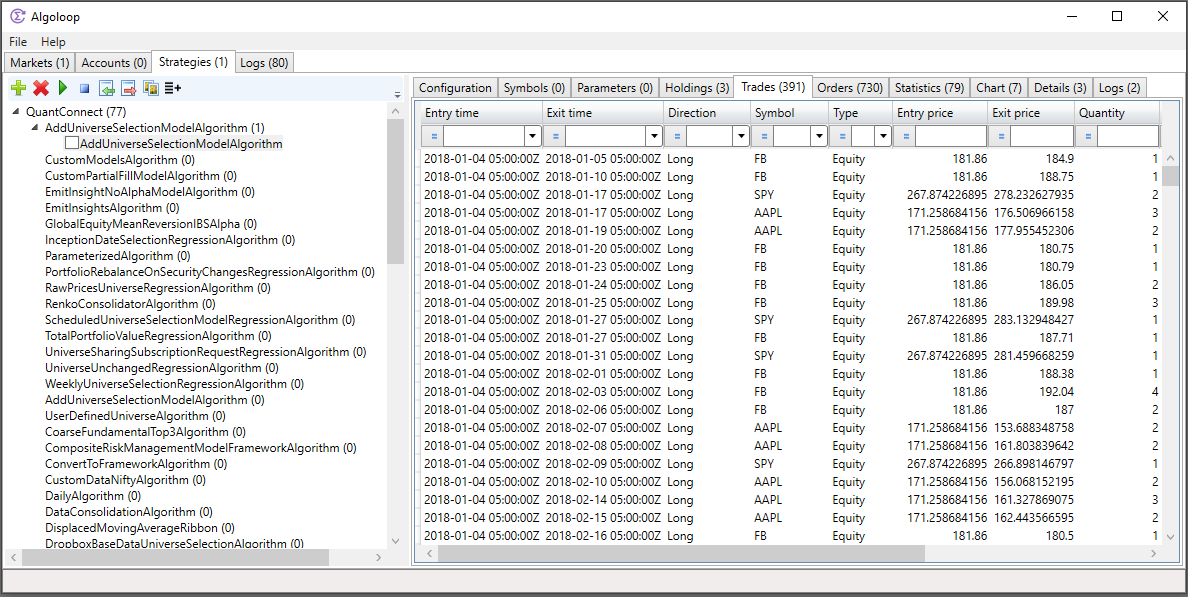 Algoloop
File Help
Markets (1) Accounts (0) Strategies (1) Logs (80)
QuantConnect (77)
AddUniverseSelectionModelAlgorithm (1)
AddUniverseSelectionModelAlgorithm
CustomModelsAlgorithm (0)
CustomPartialFillModelAlgorithm (0)
EmitInsightNoAlphaModelAlgorithm (0)
EmitInsightsAlgorithm (0)
GlobalEquityMeanReversionIBSAlpha (0)
InceptionDateSelectionRegressionAlgorithm (0)
ParameterizedAlgorithm (0)
PortfolioRebalanceOnSecurityChangesRegressionAlgorithm (0)
RawPricesUniverseRegressionAlgorithm (0)
RenkoConsolidatorAlgorithm (0)
ScheduledUniverseSelectionModelRegressionAlgorithm (0)
TotalPortfolioValueRegressionAlgorithm (0)
UniverseSharingSubscriptionRequestRegressionAlgorithm (0)
UniverseUnchangedRegressionAlgorithm (0)
WeeklyUniverseSelectionRegressionAlgorithm (0)
AddUniverseSelectionModelAlgorithm (0)
UserDefinedUniverseAlgorithm (0)
CoarseFundamentalTop3Algorithm (0)
CompositeRiskManagementModelFrameworkAlgorithm (0)
ConvertToFrameworkAlgorithm (0)
CustomDataNiftyAlgorithm (0)
DailyAlgorithm (0)
DataConsolidationAlgorithm (0)
DisplacedMovingAverageRibbon (0)
DropboxBaseDataUniverseSelectionAlgorithm (0)
Configuration Symbols (0) Parameters (0) Holdings (3) Trades (391) Orders (730) Statistics (79) Chart (7) Details (3) Logs (2)
Entry time Exit time Direction Symbol Type Entry price Exit price Quantity
= = = = = = = =
2018-01-04 05:00:00Z 2018-01-05 05:00:00Z Long FB Equity 181.86 184.9 1
2018-01-04 05:00:00Z 2018-01-10 05:00:00Z Long FB Equity 181.86 188.75 1
2018-01-04 05:00:00Z 2018-01-17 05:00:00Z Long SPY Equity 267.874226895 278.232627935 2
2018-01-04 05:00:00Z 2018-01-17 05:00:00Z Long AAPL Equity 171.258684156 176.506966158 3
2018-01-04 05:00:00Z 2018-01-19 05:00:00Z Long AAPL Equity 171.258684156 177.955452306 2
2018-01-04 05:00:00Z 2018-01-20 05:00:00Z Long FB Equity 181.86 180.75 1
2018-01-04 05:00:00Z 2018-01-23 05:00:00Z Long FB Equity 181.86 180.79 1
2018-01-04 05:00:00Z 2018-01-24 05:00:00Z Long FB Equity 181.86 186.05 2
2018-01-04 05:00:00Z 2018-01-25 05:00:00Z Long FB Equity 181.86 189.98 3
2018-01-04 05:00:00Z 2018-01-27 05:00:00Z Long SPY Equity 267.874226895 283.132948427 1
2018-01-04 05:00:00Z 2018-01-27 05:00:00Z Long FB Equity 181.86 187.71 1
2018-01-04 05:00:00Z 2018-01-31 05:00:00Z Long SPY Equity 267.874226895 281.459668259 1
2018-01-04 05:00:00Z 2018-02-01 05:00:00Z Long FB Equity 181.86 188.38 1
2018-01-04 05:00:00Z 2018-02-03 05:00:00Z Long FB Equity 181.86 192.04 4
2018-01-04 05:00:00Z 2018-02-06 05:00:00Z Long FB Equity 181.86 187 2
2018-01-04 05:00:00Z 2018-02-07 05:00:00Z Long AAPL Equity 171.258684156 153.688348758 2
2018-01-04 05:00:00Z 2018-02-08 05:00:00Z Long AAPL Equity 171.258684156 161.803839642 2
2018-01-04 05:00:00Z 2018-02-09 05:00:00Z Long SPY Equity 267.874226895 266.898146797 1
2018-01-04 05:00:00Z 2018-02-10 05:00:00Z Long AAPL Equity 171.258684156 156.068152195 2
2018-01-04 05:00:00Z 2018-02-14 05:00:00Z Long AAPL Equity 171.258684156 161.327869075 3
2018-01-04 05:00:00Z 2018-02-15 05:00:00Z Long AAPL Equity 171.258684156 162.443566595 2
2018-01-04 05:00:00Z 2018-02-16 05:00:00Z Long FB Equity 181.86 180.5 1